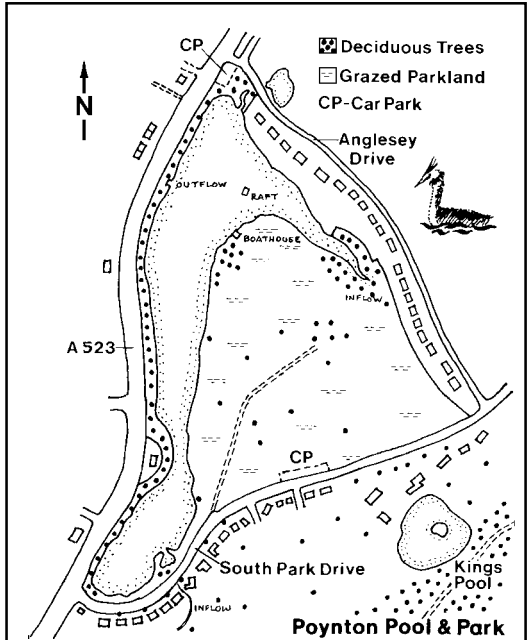 CP
Deciduous Trees
Grazed Parkland
CP-Car Park
N
Anglesey
Drive
OUTFLOW
RAFT
BOATHOUSE
INFLOW
A 523
CP
South Park Drive
Kings
Pool
INFLOW
Poynton Pool & Park